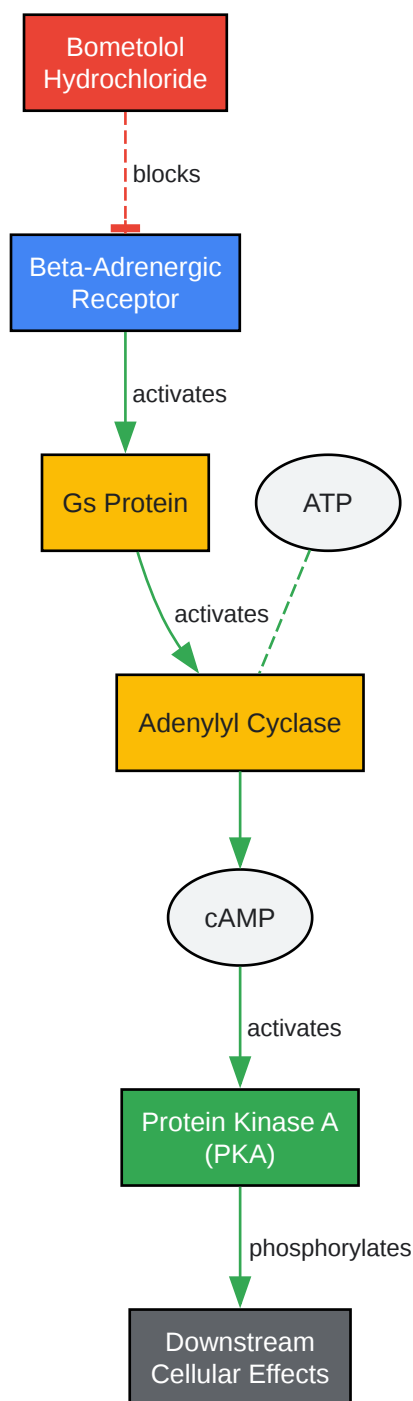 Bometolol
Hydrochloride
blocks
Beta-Adrenergic
Receptor
activates
Gs Protein
ATP
activates
Adenylyl Cyclase
cAMP
activates
Protein Kinase A
(PKA)
phosphorylates
Downstream
Cellular Effects